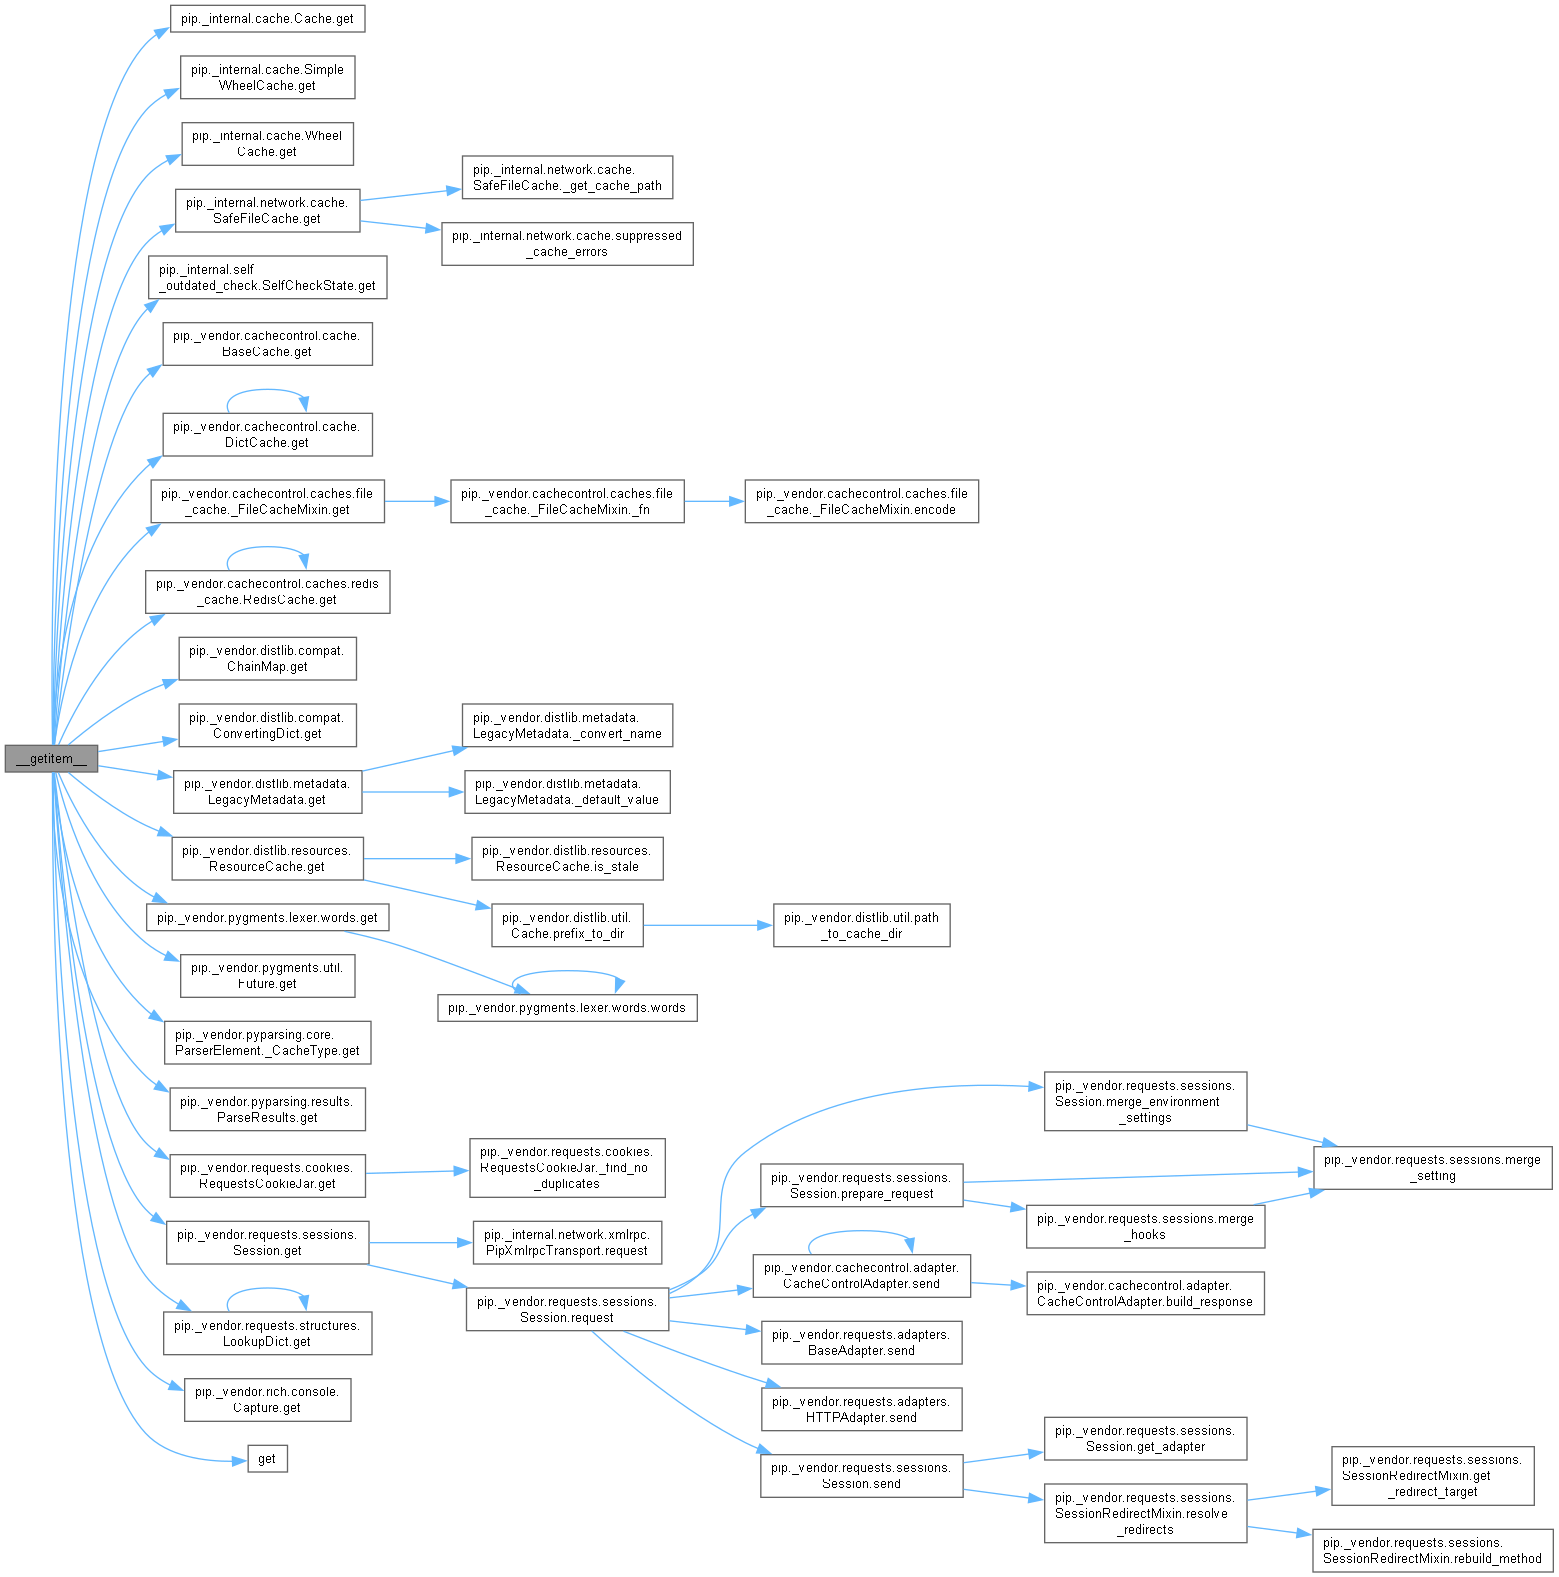 pip._internal.cache.Cache.get
pip._internal.cache.Simple
WheelCache.get
pip._internal.cache.Wheel
Cache.get
pip._internal.network.cache.
SafeFileCache.get
pip._internal.network.cache.
SafeFileCache._get_cache_path
pip._internal.network.cache.suppressed
_cache_errors
pip._internal.self
_outdated_check.SelfCheckState.get
pip._vendor.cachecontrol.cache.
BaseCache.get
pip._vendor.cachecontrol.cache.
DictCache.get
pip._vendor.cachecontrol.caches.file
_cache._FileCacheMixin.get
pip._vendor.cachecontrol.caches.file
_cache._FileCacheMixin._fn
pip._vendor.cachecontrol.caches.file
_cache._FileCacheMixin.encode
pip._vendor.cachecontrol.caches.redis
_cache.RedisCache.get
pip._vendor.distlib.compat.
ChainMap.get
pip._vendor.distlib.compat.
ConvertingDict.get
__getitem__
pip._vendor.distlib.metadata.
LegacyMetadata.get
pip._vendor.distlib.metadata.
LegacyMetadata._convert_name
pip._vendor.distlib.metadata.
LegacyMetadata._default_value
pip._vendor.distlib.resources.
ResourceCache.get
pip._vendor.distlib.resources.
ResourceCache.is_stale
pip._vendor.distlib.util.
Cache.prefix_to_dir
pip._vendor.distlib.util.path
_to_cache_dir
pip._vendor.pygments.lexer.words.get
pip._vendor.pygments.lexer.words.words
pip._vendor.pygments.util.
Future.get
pip._vendor.pyparsing.core.
ParserElement._CacheType.get
pip._vendor.pyparsing.results.
ParseResults.get
pip._vendor.requests.cookies.
RequestsCookieJar.get
pip._vendor.requests.cookies.
RequestsCookieJar._find_no
_duplicates
pip._vendor.requests.sessions.
Session.get
pip._internal.network.xmlrpc.
PipXmlrpcTransport.request
pip._vendor.requests.sessions.
Session.request
pip._vendor.requests.sessions.
Session.merge_environment
_settings
pip._vendor.requests.sessions.merge
_setting
pip._vendor.requests.sessions.
Session.prepare_request
pip._vendor.requests.sessions.merge
_hooks
pip._vendor.cachecontrol.adapter.
CacheControlAdapter.send
pip._vendor.cachecontrol.adapter.
CacheControlAdapter.build_response
pip._vendor.requests.adapters.
BaseAdapter.send
pip._vendor.requests.adapters.
HTTPAdapter.send
pip._vendor.requests.sessions.
Session.send
pip._vendor.requests.sessions.
Session.get_adapter
pip._vendor.requests.sessions.
SessionRedirectMixin.resolve
_redirects
pip._vendor.requests.sessions.
SessionRedirectMixin.get
_redirect_target
pip._vendor.requests.sessions.
SessionRedirectMixin.rebuild_method
pip._vendor.requests.structures.
LookupDict.get
pip._vendor.rich.console.
Capture.get
get